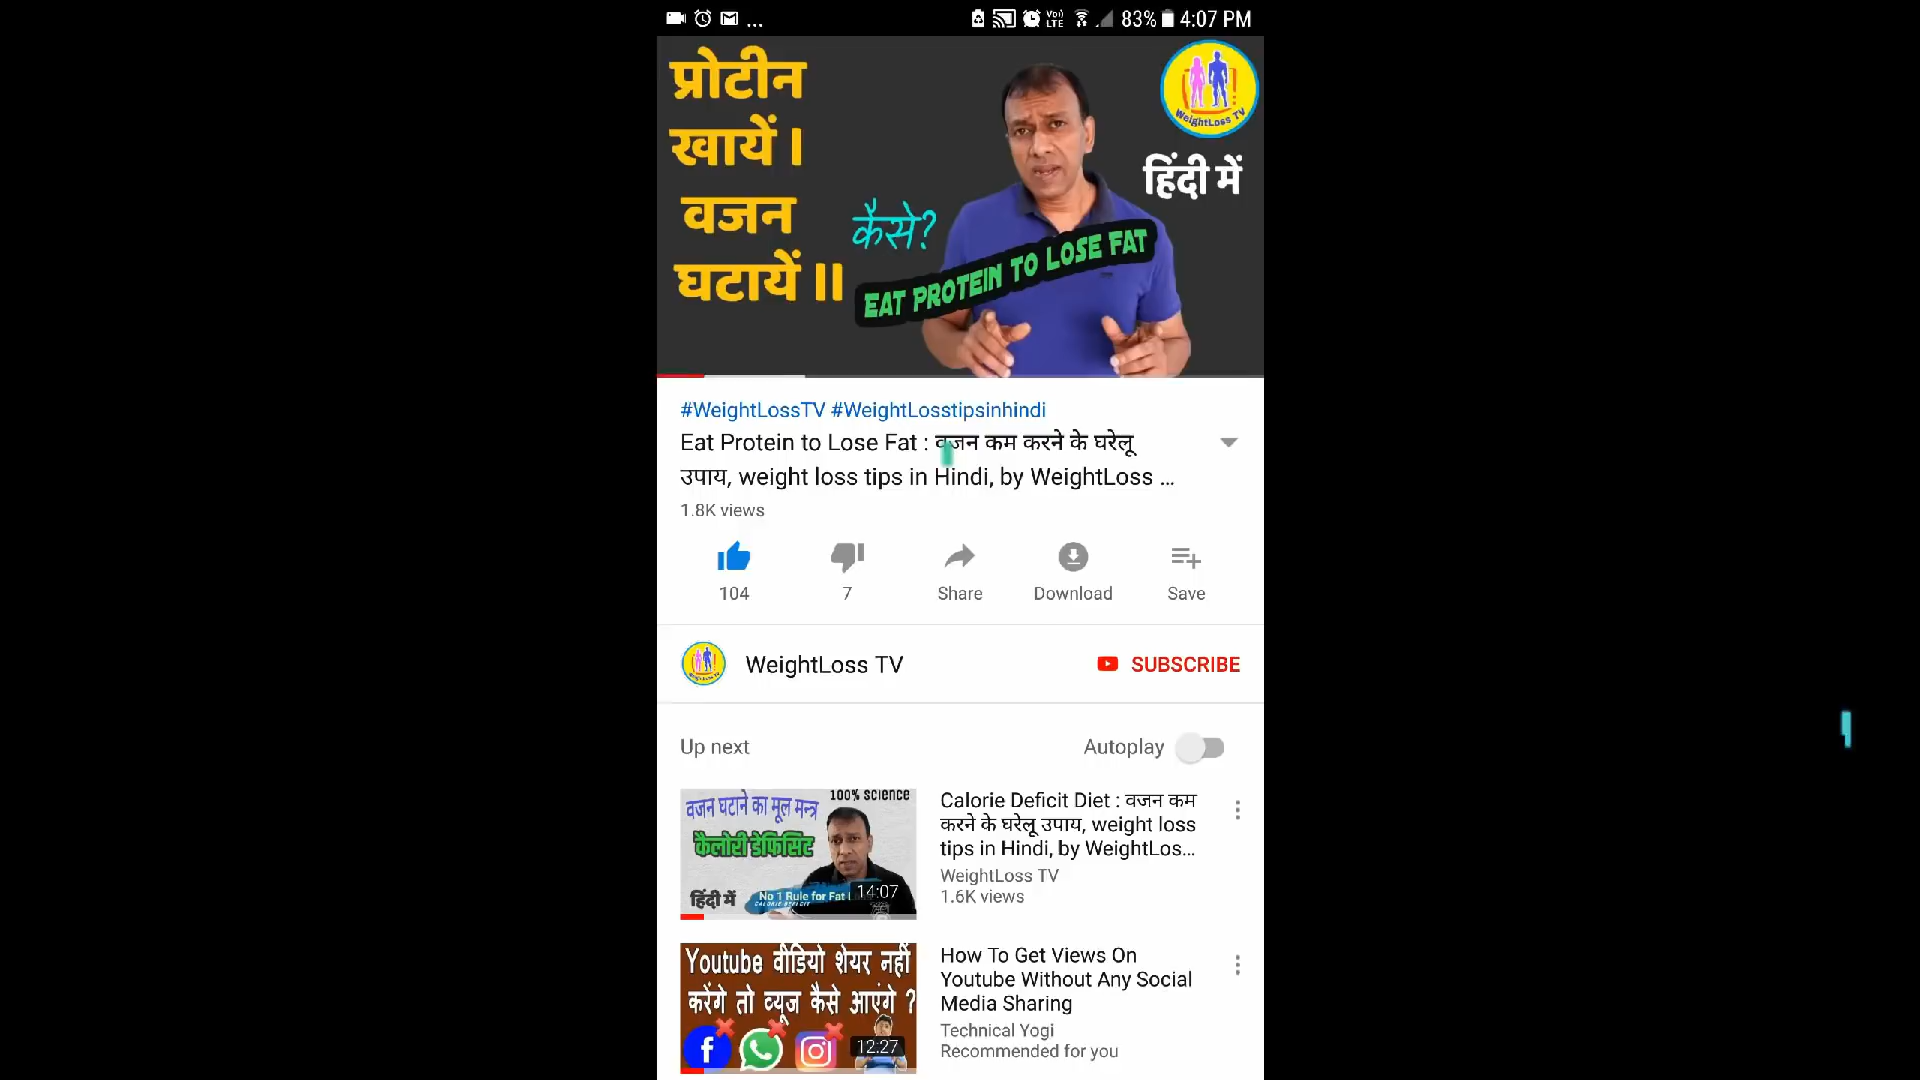 ... VoLTE 83% 4:07 PM
प्रोटीन
खायें ।
वजन
घटायें ॥
कैसे?
EAT PROTEIN TO LOSE FAT
WeightLoss TV
हिंदी में
#WeightLossTV #WeightLosstipsinhindi
Eat Protein to Lose Fat : वजन कम करने के घरेलू
उपाय, weight loss tips in Hindi, by WeightLoss ...
1.8K views
104 7 Share Download Save
WeightLoss TV SUBSCRIBE
Up next Autoplay
100% SCIENCE
वजन घटाने का मूल मन्त्र
कैलोरी डेफिसिट
हिंदी में
No 1 Rule for Fat
CALORIE DEFICIT
14:07
Calorie Deficit Diet : वजन कम
करने के घरेलू उपाय, weight loss
tips in Hindi, by WeightLos...
WeightLoss TV
1.6K views
Youtube वीडियो शेयर नहीं
करेंगे तो व्यूज कैसे आएंगे ?
12:27
How To Get Views On
Youtube Without Any Social
Media Sharing
Technical Yogi
Recommended for you